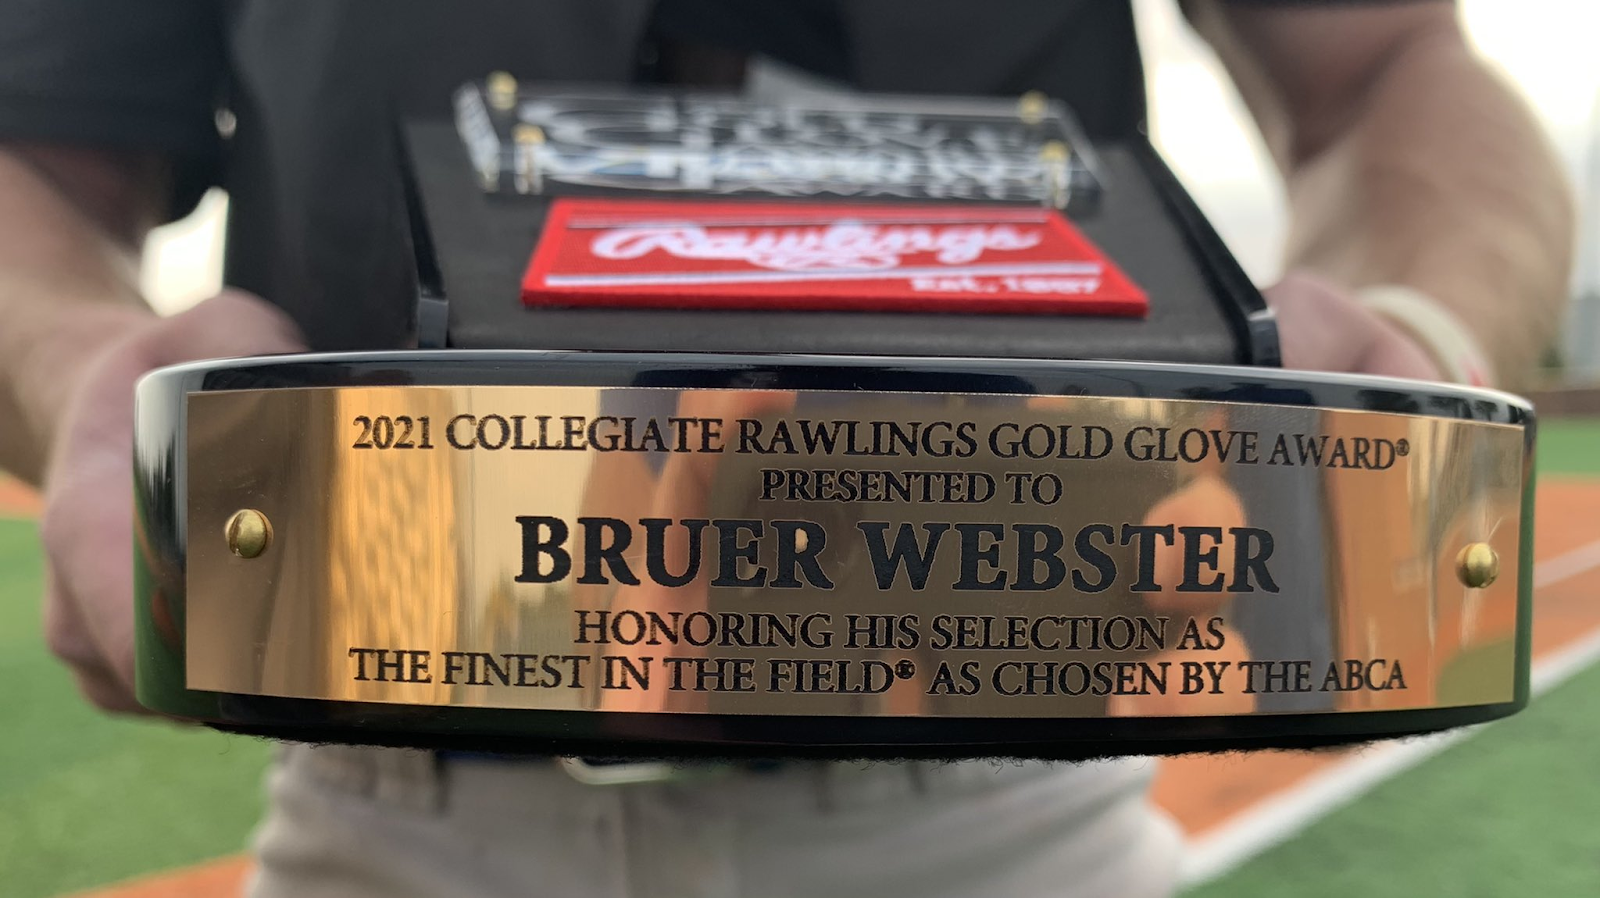 Rawlings
EST. 1887
2021 COLLEGIATE RAWLINGS GOLD GLOVE AWARD®
PRESENTED TO
BRUER WEBSTER
HONORING HIS SELECTION AS
THE FINEST IN THE FIELD® AS CHOSEN BY THE ABCA